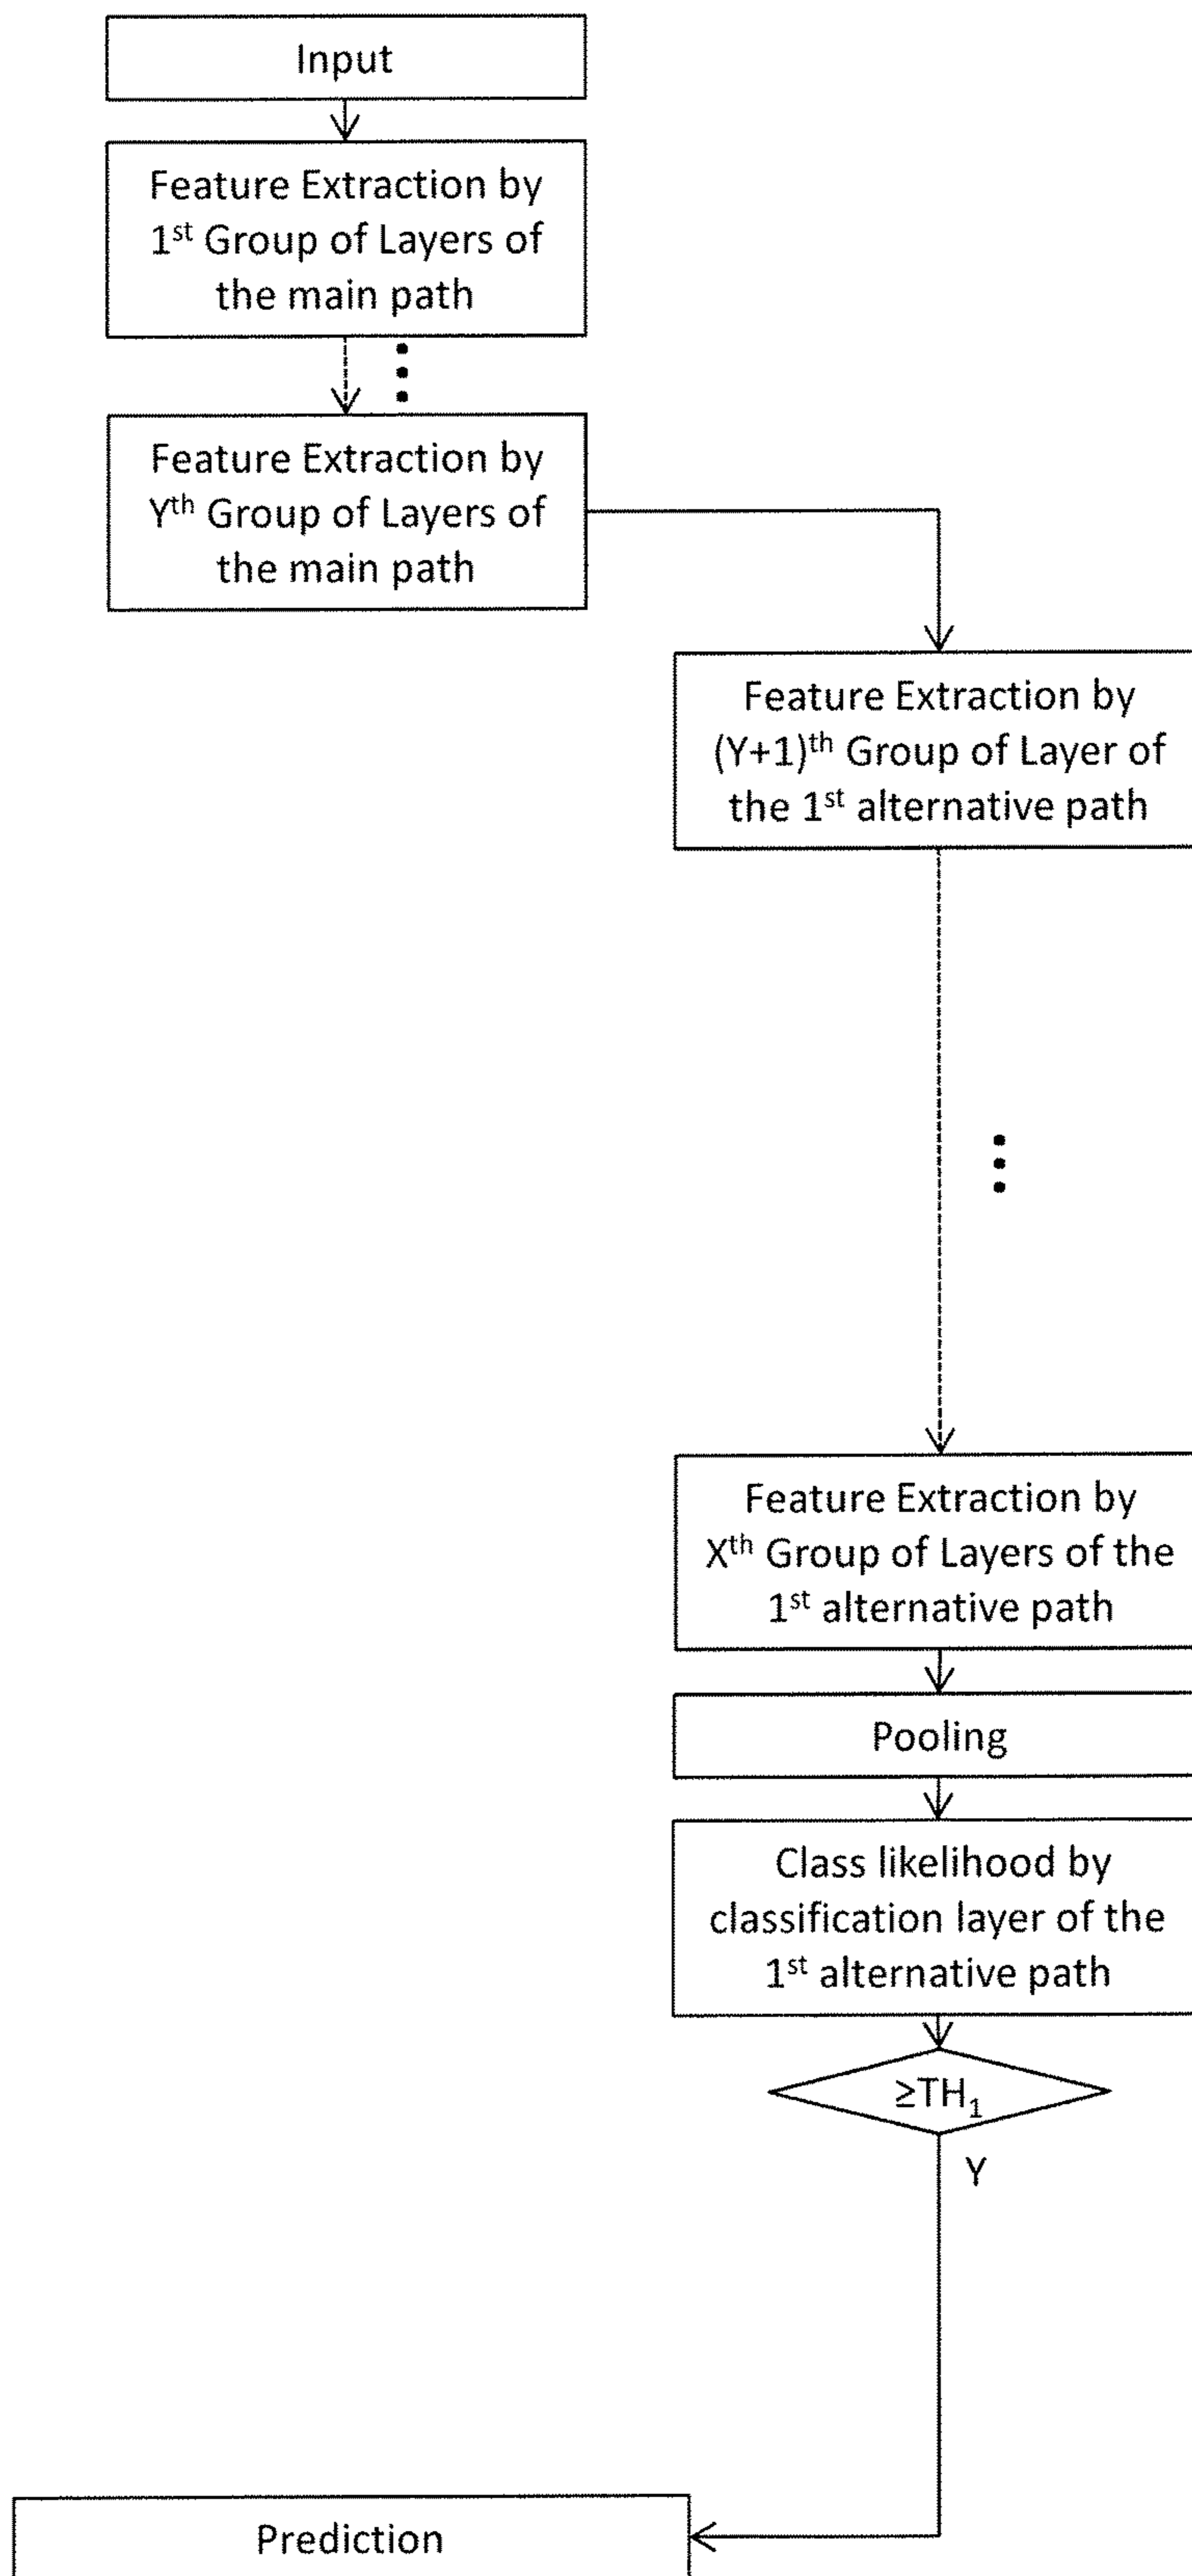 Input
Feature Extraction by
1st Group of Layers of
the main path
Feature Extraction by
Yth Group of Layers of
the main path
Feature Extraction by
(Y+1)th Group of Layer of
the 1st alternative path
Feature Extraction by
Xth Group of Layers of the
1st alternative path
Pooling
Class likelihood by
classification layer of the
1st alternative path
≥TH1
Y
Prediction